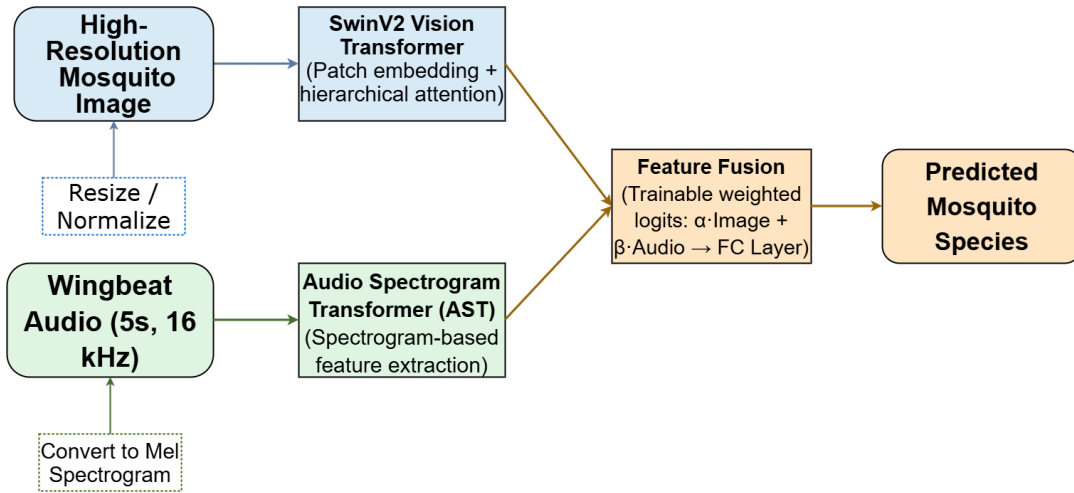 High-
Resolution
Mosquito
Image
SwinV2 Vision
Transformer
(Patch embedding +
hierarchical attention)
Resize /
Normalize
Feature Fusion
(Trainable weighted
logits: α·Image +
β·Audio → FC Layer)
Predicted
Mosquito
Species
Wingbeat
Audio (5s, 16
kHz)
Audio Spectrogram
Transformer (AST)
(Spectrogram-based
feature extraction)
Convert to Mel
Spectrogram